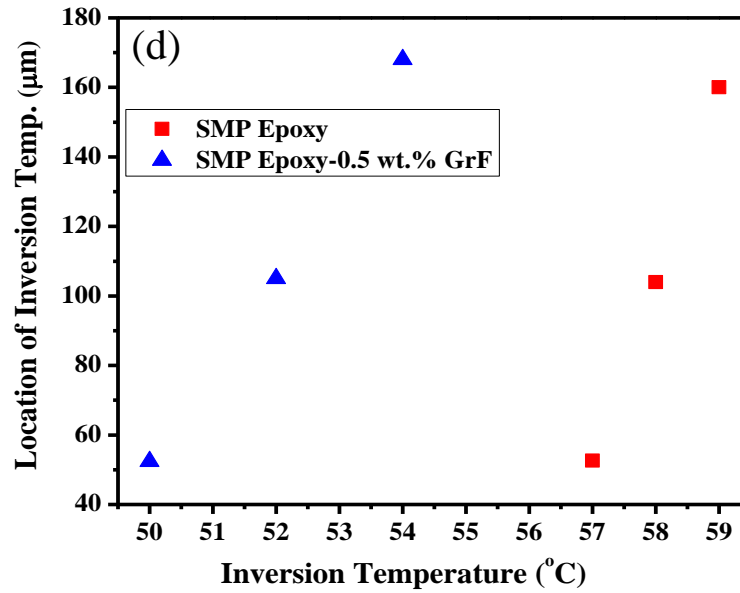 (d)
180
160
140
120
100
80
60
40
Location of Inversion Temp. (μm)
SMP Epoxy
SMP Epoxy-0.5 wt.% GrF
50 51 52 53 54 55 56 57 58 59
Inversion Temperature (°C)